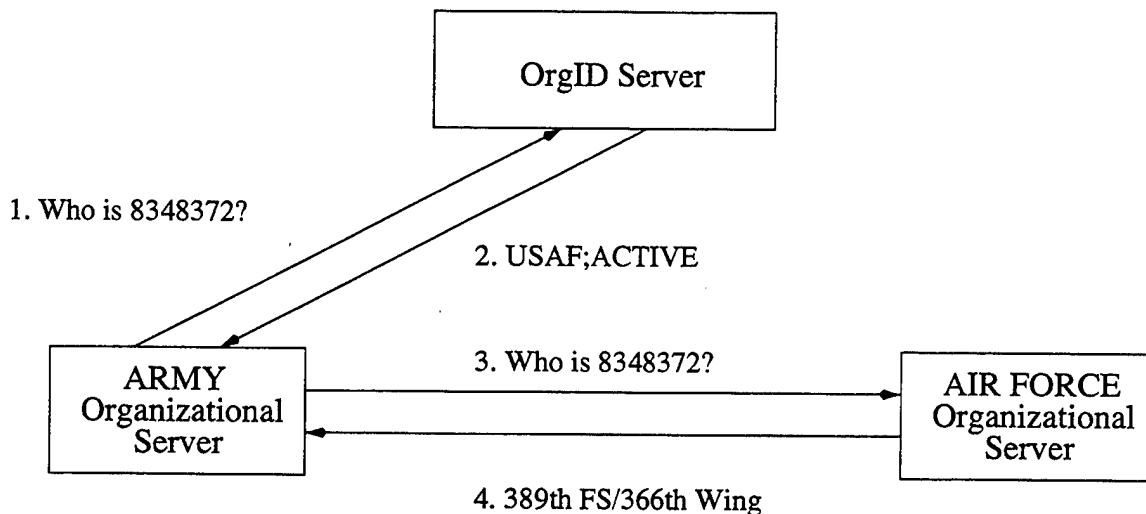 OrgID Server
1. Who is 8348372?
2. USAF;ACTIVE
ARMY
Organizational
Server
3. Who is 8348372?
AIR FORCE
Organizational
Server
4. 389th FS/366th Wing